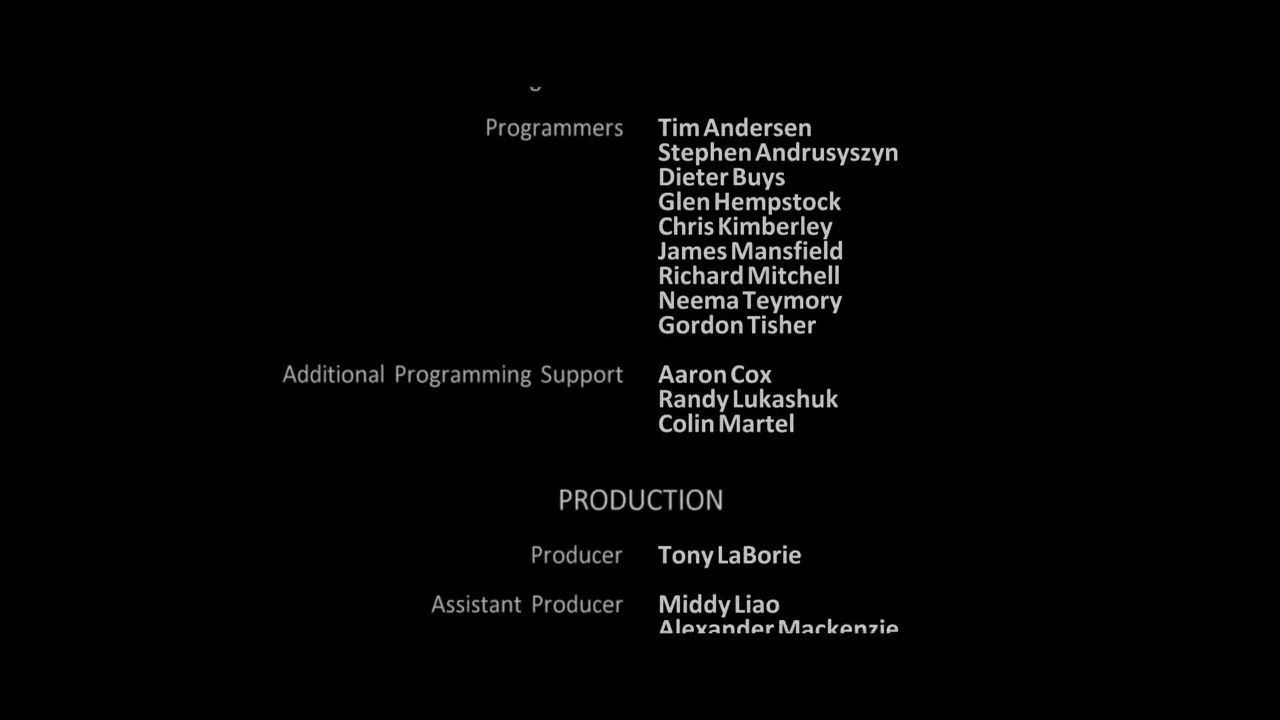 Programmers Tim Andersen
Stephen Andrusyszyn
Dieter Buys
Glen Hempstock
Chris Kimberley
James Mansfield
Richard Mitchell
Neema Teymory
Gordon Tisher
Additional Programming Support Aaron Cox
Randy Lukashuk
Colin Martel
PRODUCTION
Producer Tony LaBorie
Assistant Producer Middy Liao
Alexander Mackenzie